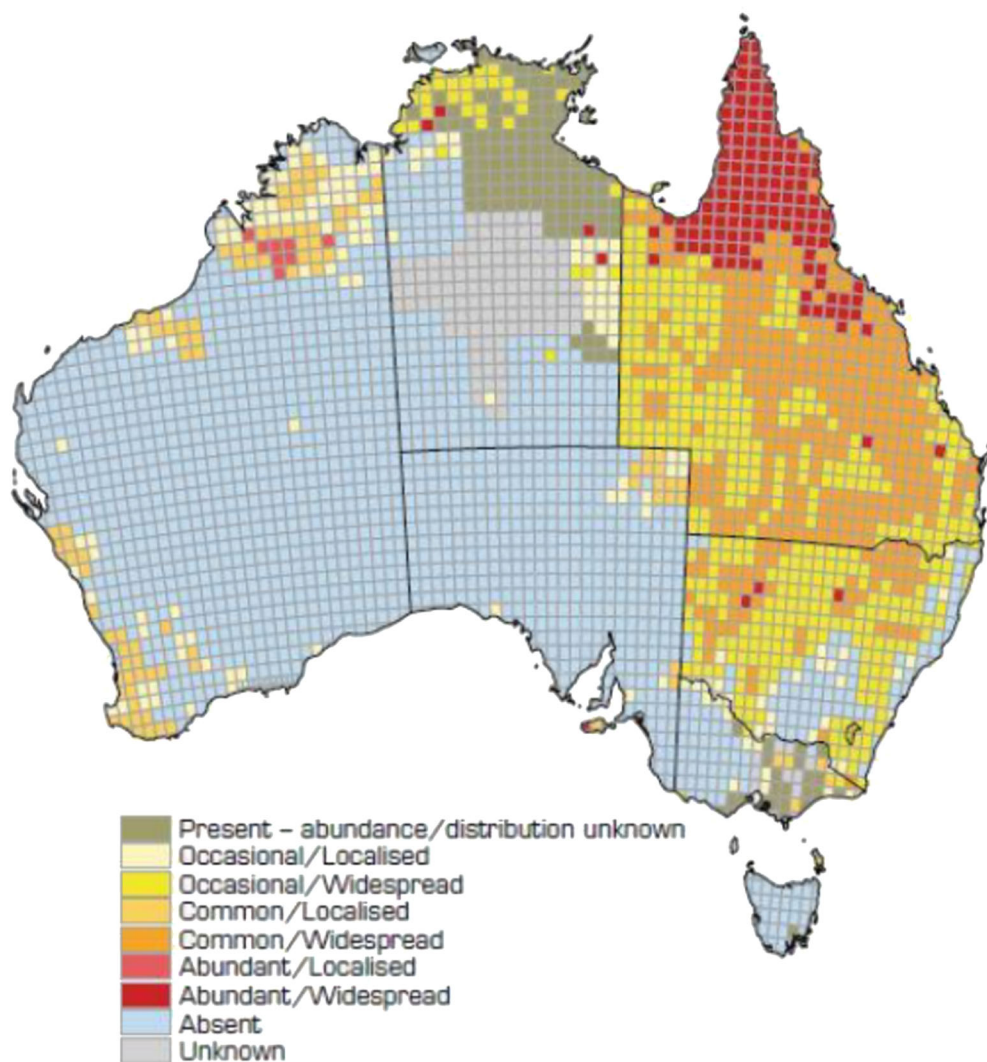 Present – abundance/distribution unknown
Occasional/Localised
Occasional/Widespread
Common/Localised
Common/Widespread
Abundant/Localised
Abundant/Widespread
Absent
Unknown